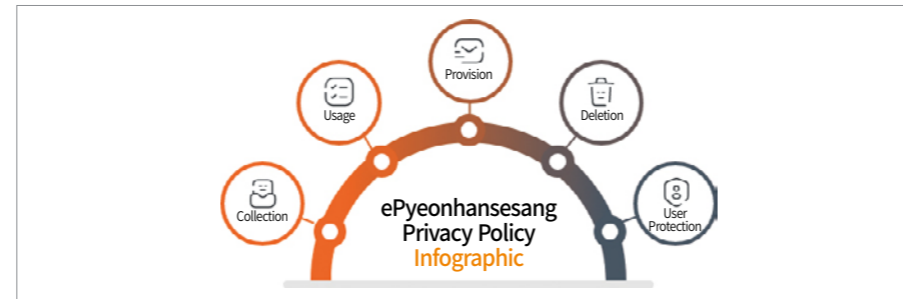 Provision
Usage
Deletion
Collection
User
Protection
ePyeonhansesang
Privacy Policy
Infographic